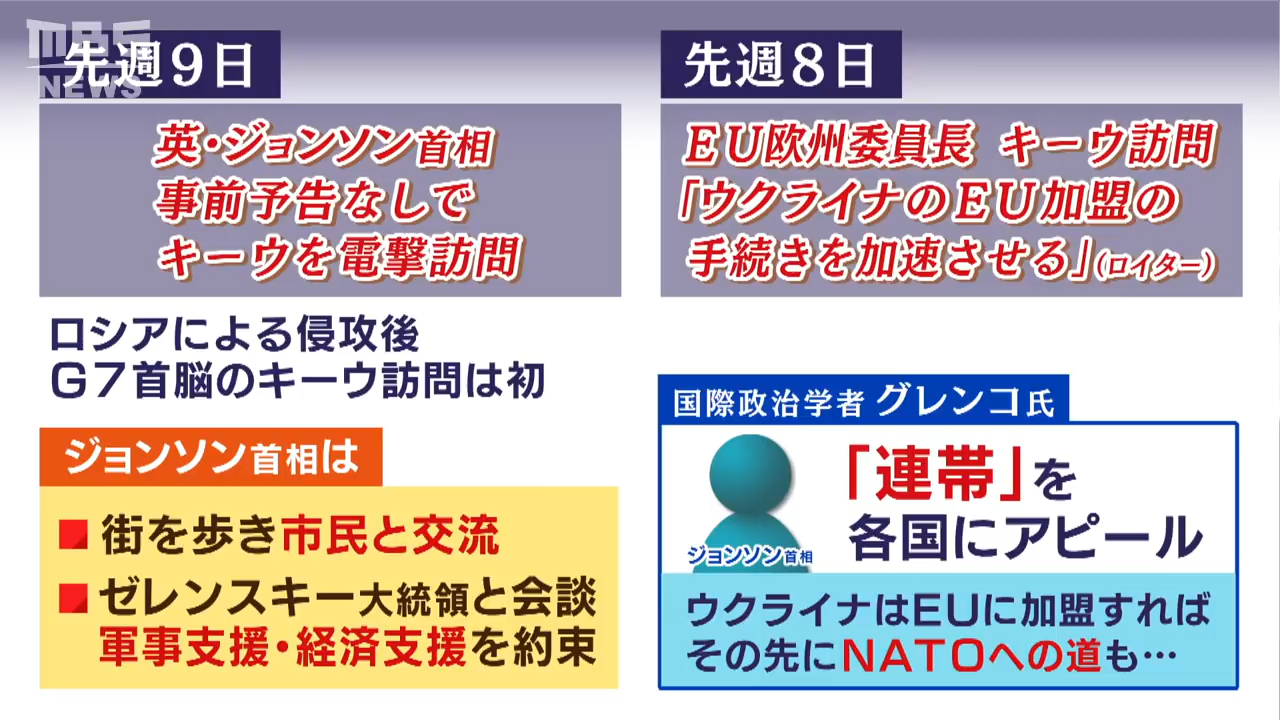 MBS
NEWS
先週9日
英・ジョンソン首相
事前予告なしで
キーウを電撃訪問
ロシアによる侵攻後
G7首脳のキーウ訪問は初
ジョンソン首相は
■ 街を歩き市民と交流
■ ゼレンスキー大統領と会談
軍事支援・経済支援を約束
先週8日
EU欧州委員長 キーウ訪問
「ウクライナのEU加盟の
手続きを加速させる」(ロイター)
国際政治学者 グレンコ氏
「連帯」を
各国にアピール
ジョンソン首相
ウクライナはEUに加盟すれば
その先にNATOへの道も…